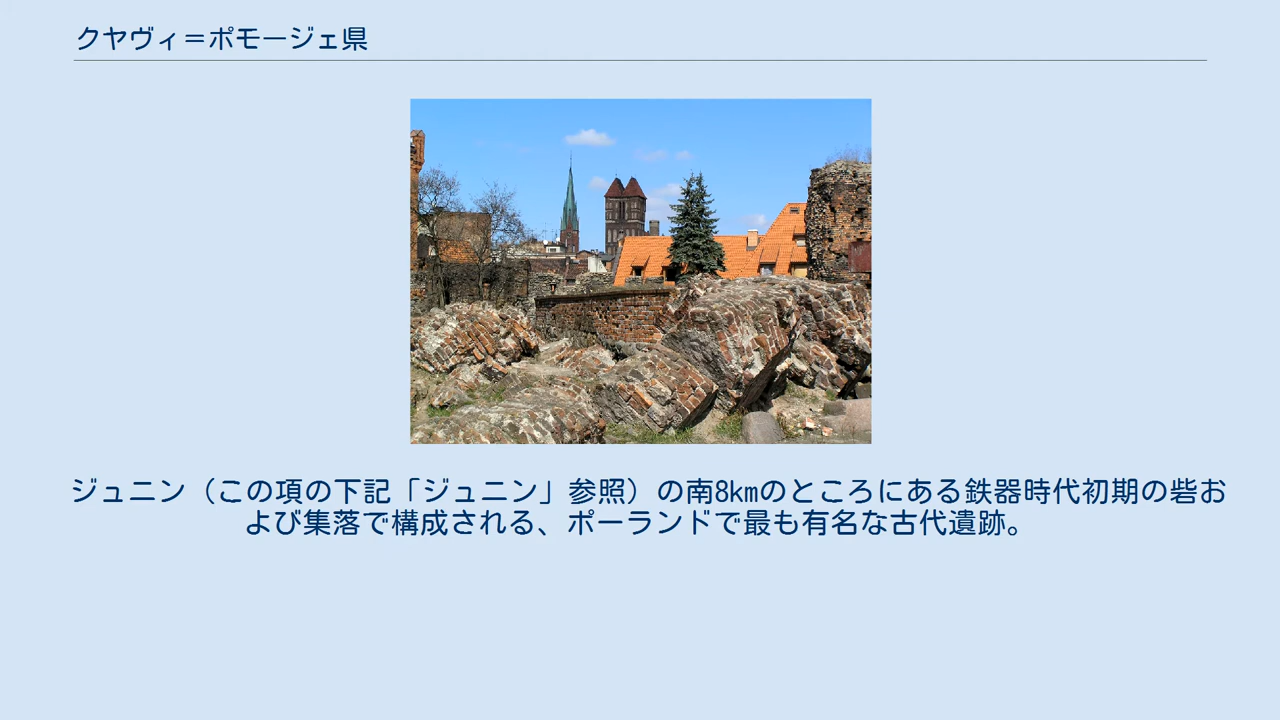 クヤヴィ＝ポモージェ県
ジュニン（この項の下記「ジュニン」参照）の南8kmのところにある鉄器時代初期の砦お
よび集落で構成される、ポーランドで最も有名な古代遺跡。